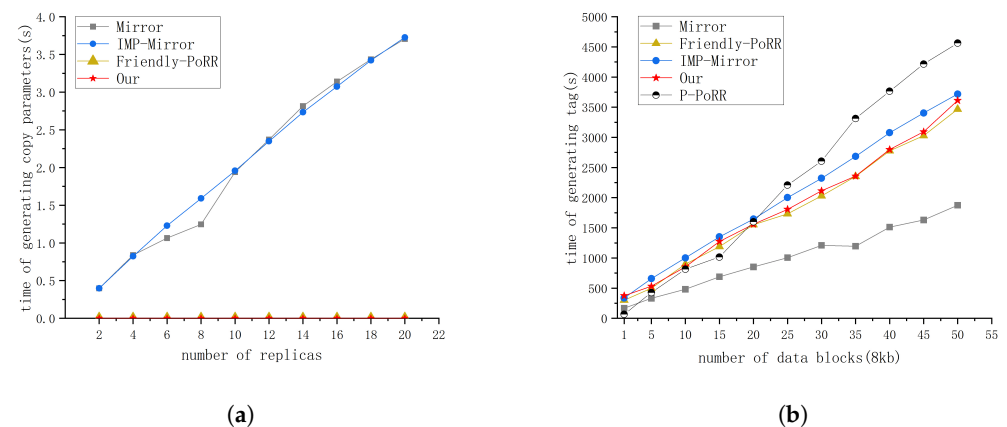 4.0
3.5
3.0
2.5
2.0
1.5
1.0
0.5
0.0
time of generating copy parameters(s)
Mirror
IMP-Mirror
Friendly-PoRR
Our
2 4 6 8 10 12 14 16 18 20 22
number of replicas
(a)
5000
4500
4000
3500
3000
2500
2000
1500
1000
500
0
time of generating tag(s)
Mirror
Friendly-PoRR
IMP-Mirror
Our
P-PoRR
1 5 10 15 20 25 30 35 40 45 50 55
number of data blocks(8kb)
(b)